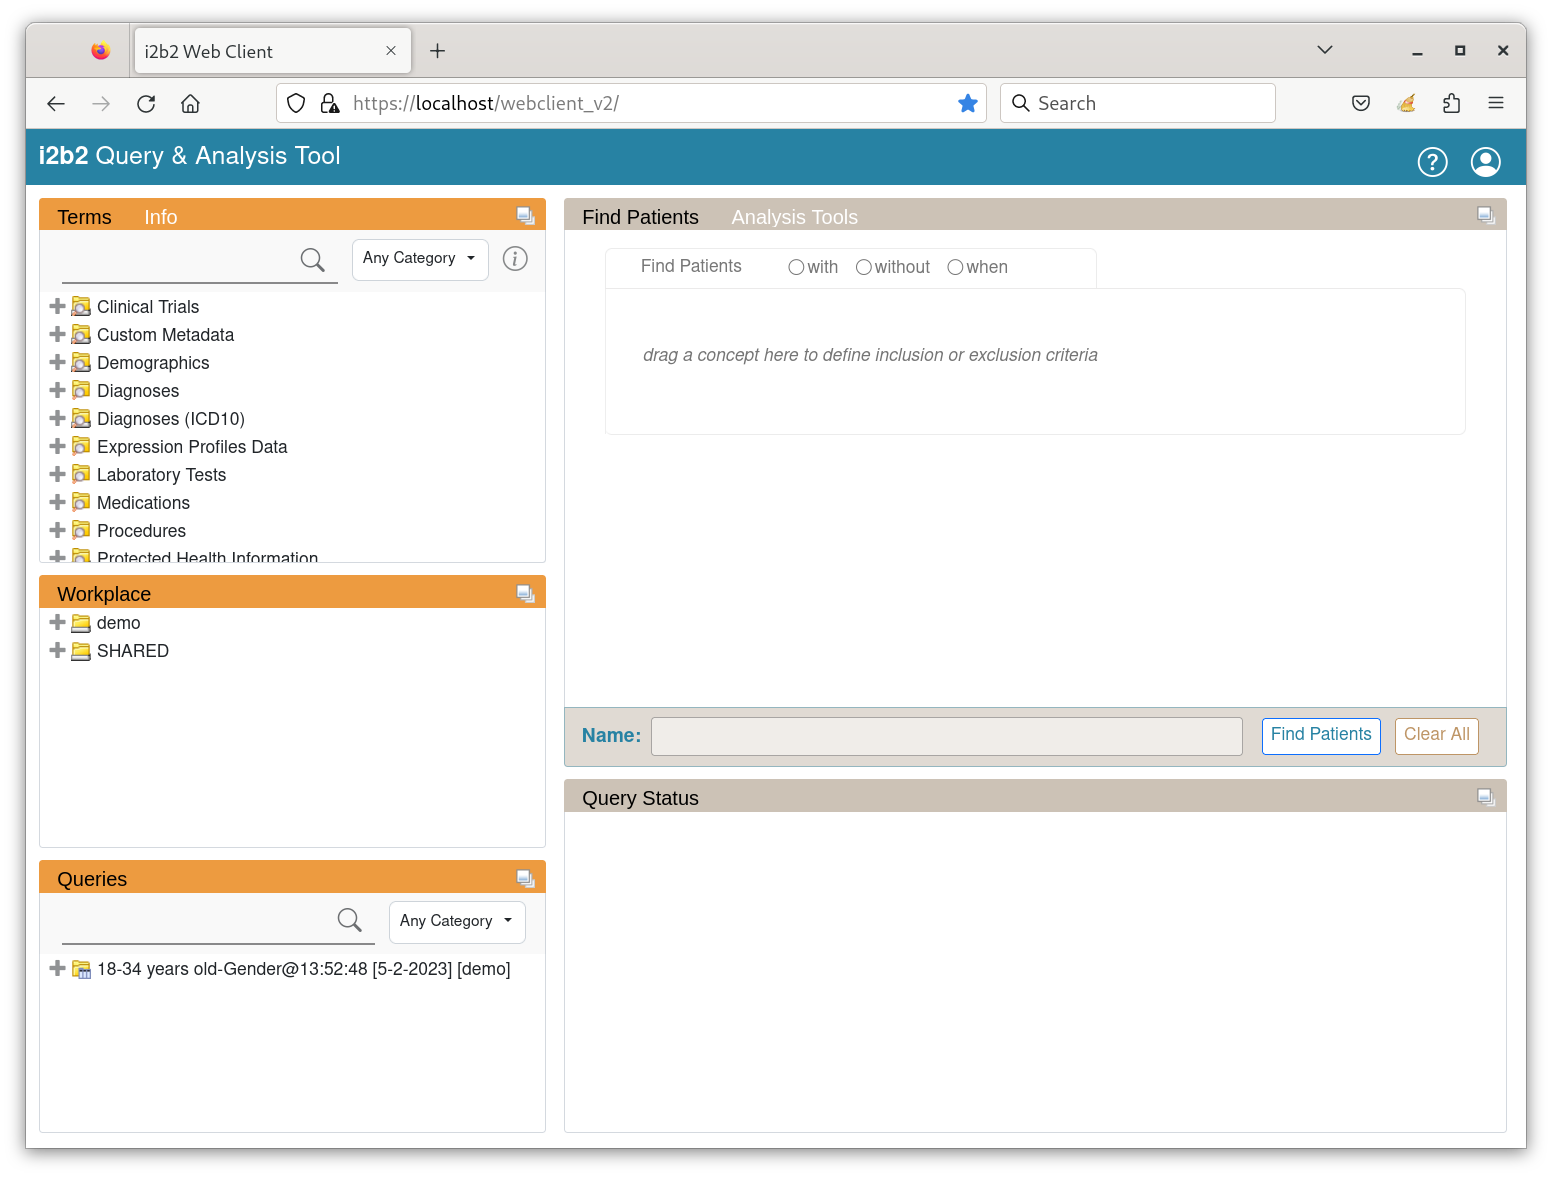 i2b2 Web Client
https://localhost/webclient_v2/
Search
i2b2 Query & Analysis Tool
Terms Info
Any Category
Clinical Trials
Custom Metadata
Demographics
Diagnoses
Diagnoses (ICD10)
Expression Profiles Data
Laboratory Tests
Medications
Procedures
Protected Health Information
Workplace
demo
SHARED
Queries
Any Category
18-34 years old-Gender@13:52:48 [5-2-2023] [demo]
Find Patients Analysis Tools
Find Patients with without when
drag a concept here to define inclusion or exclusion criteria
Name: Find Patients Clear All
Query Status